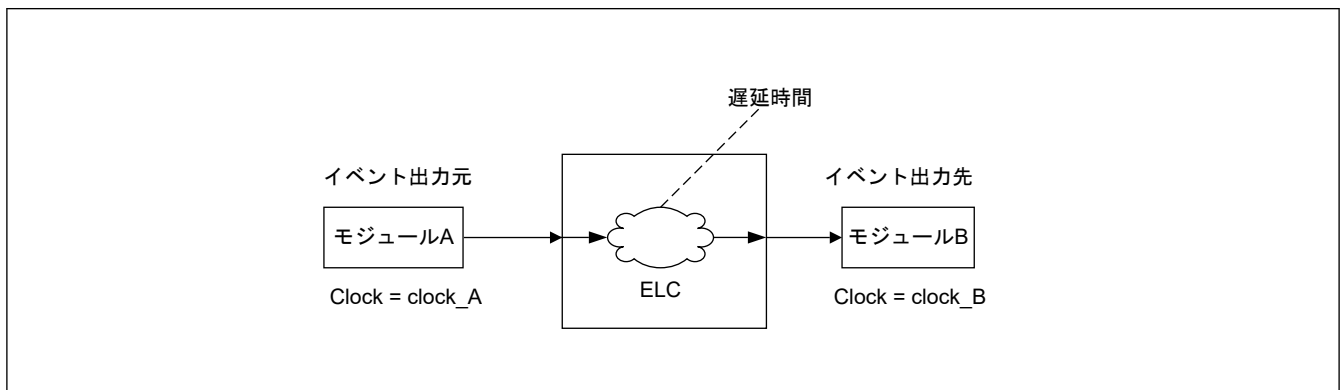 遅延時間
イベント出力元
イベント出力先
モジュールA
モジュールB
ELC
Clock = clock_A
Clock = clock_B